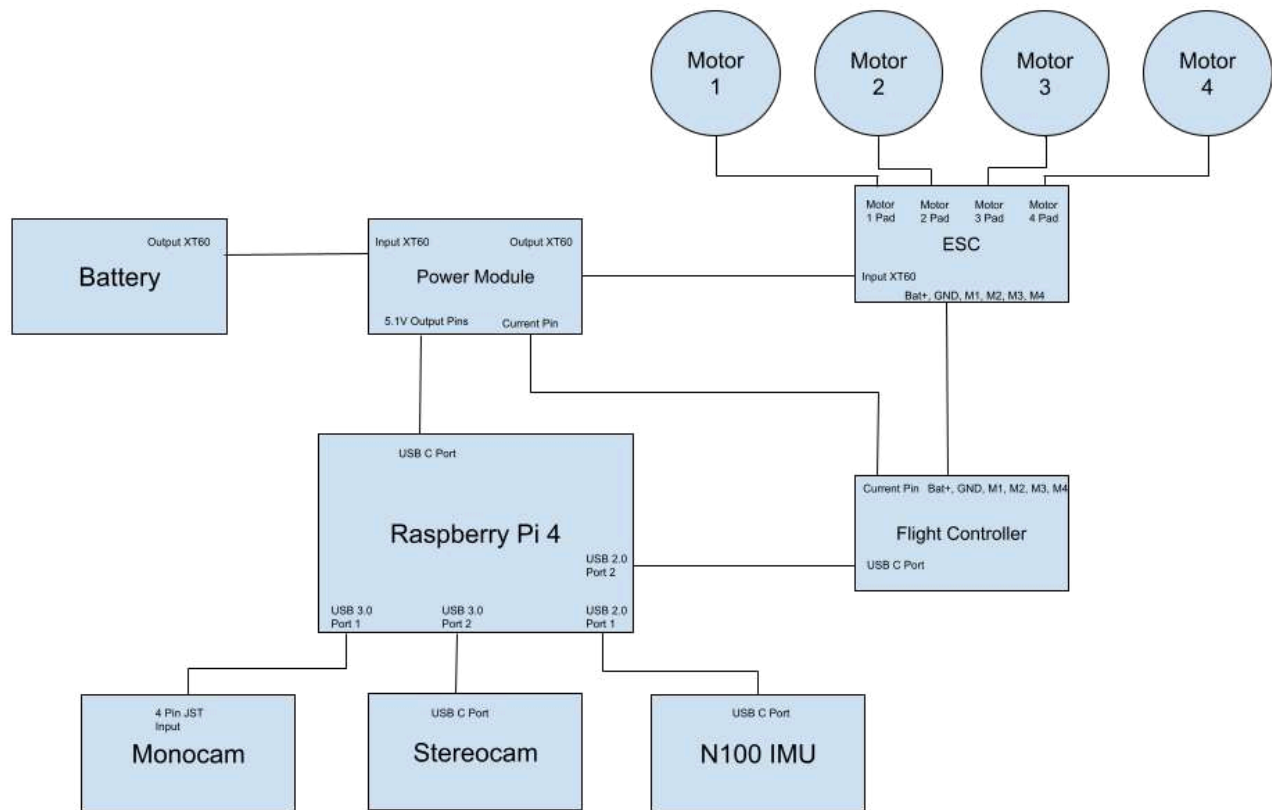 Motor
1
Motor
2
Motor
3
Motor
4
Motor
1 Pad
Motor
2 Pad
Motor
3 Pad
Motor
4 Pad
ESC
Input XT60
Bat+, GND, M1, M2, M3, M4
Output XT60
Battery
Input XT60
Output XT60
Power Module
5.1V Output Pins
Current Pin
USB C Port
Raspberry Pi 4
USB 2.0
Port 2
USB 3.0
Port 1
USB 3.0
Port 2
USB 2.0
Port 1
Current Pin
Bat+, GND, M1, M2, M3, M4
Flight Controller
USB C Port
4 Pin JST
Input
Monocam
USB C Port
Stereocam
USB C Port
N100 IMU